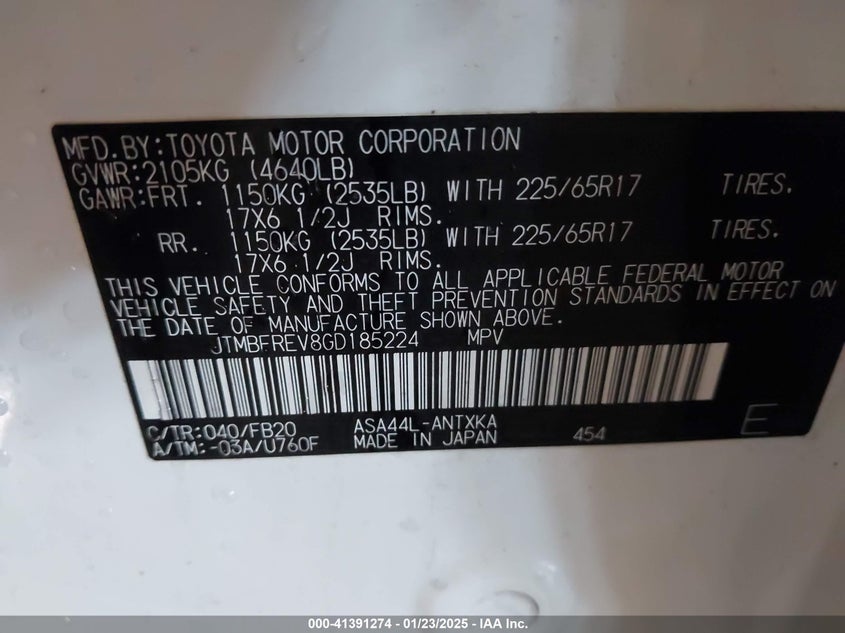 MFD.BY:TOYOTA MOTOR CORPORATION
GVWR:2105KG (4640LB)
GAWR:FRT. 1150KG (2535LB) WITH 225/65R17 TIRES.
17X6 1/2J RIMS.
RR. 1150KG (2535LB) WITH 225/65R17 TIRES.
17X6 1/2J RIMS.
THIS VEHICLE CONFORMS TO ALL APPLICABLE FEDERAL MOTOR
VEHICLE SAFETY AND THEFT PREVENTION STANDARDS IN EFFECT ON
THE DATE OF MANUFACTURE SHOWN ABOVE.
JTMBFREV8GD185224 MPV
C/TR:040/FB20 ASA44L-ANTXKA
A/TM:-03A/U760F MADE IN JAPAN 454 E
000-41391274 - 01/23/2025 - IAA Inc.